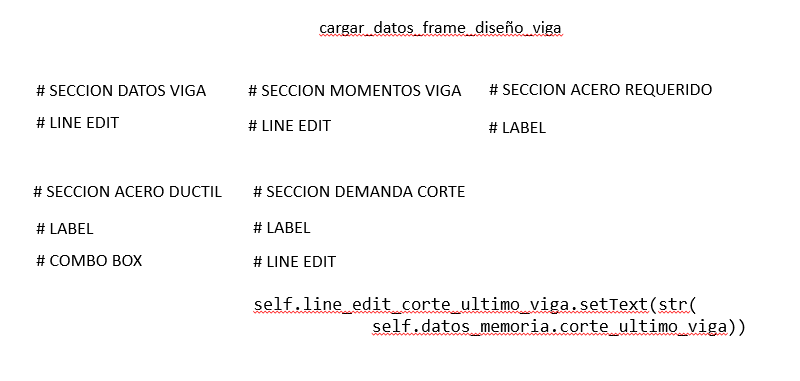 cargar_datos_frame_diseño_viga
# SECCION DATOS VIGA
# LINE EDIT
# SECCION MOMENTOS VIGA
# LINE EDIT
# SECCION ACERO REQUERIDO
# LABEL
# SECCION ACERO DUCTIL
# LABEL
# COMBO BOX
# SECCION DEMANDA CORTE
# LABEL
# LINE EDIT
self.line_edit_corte_ultimo_viga.setText(str(
self.datos_memoria.corte_ultimo_viga))